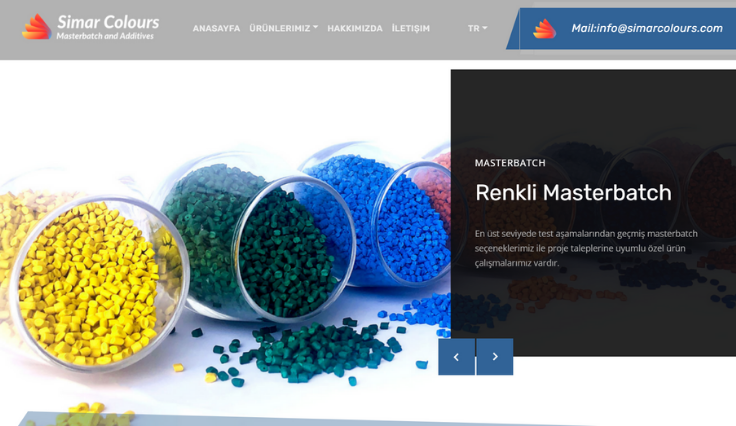 Simar Colours
Masterbatch and Additives
ANASAYFA ÜRÜNLERIMIZ HAKKIMIZDA İLETIŞIM TR
Mail:info@simarcolours.com
MASTERBATCH
Renkli Masterbatch
En üst seviyede test aşamalarından geçmiş masterbatch
seçeneklerimiz ile proje taleplerine uyumlu özel ürün
çalışmalarımız vardır.